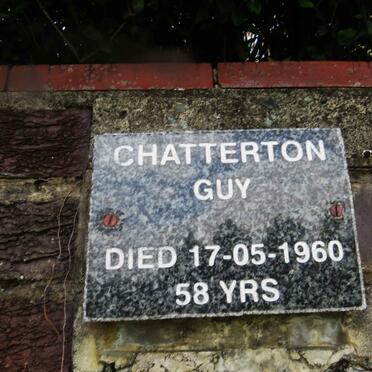 CHATTERTON
GUY
DIED 17-05-1960
58 YRS